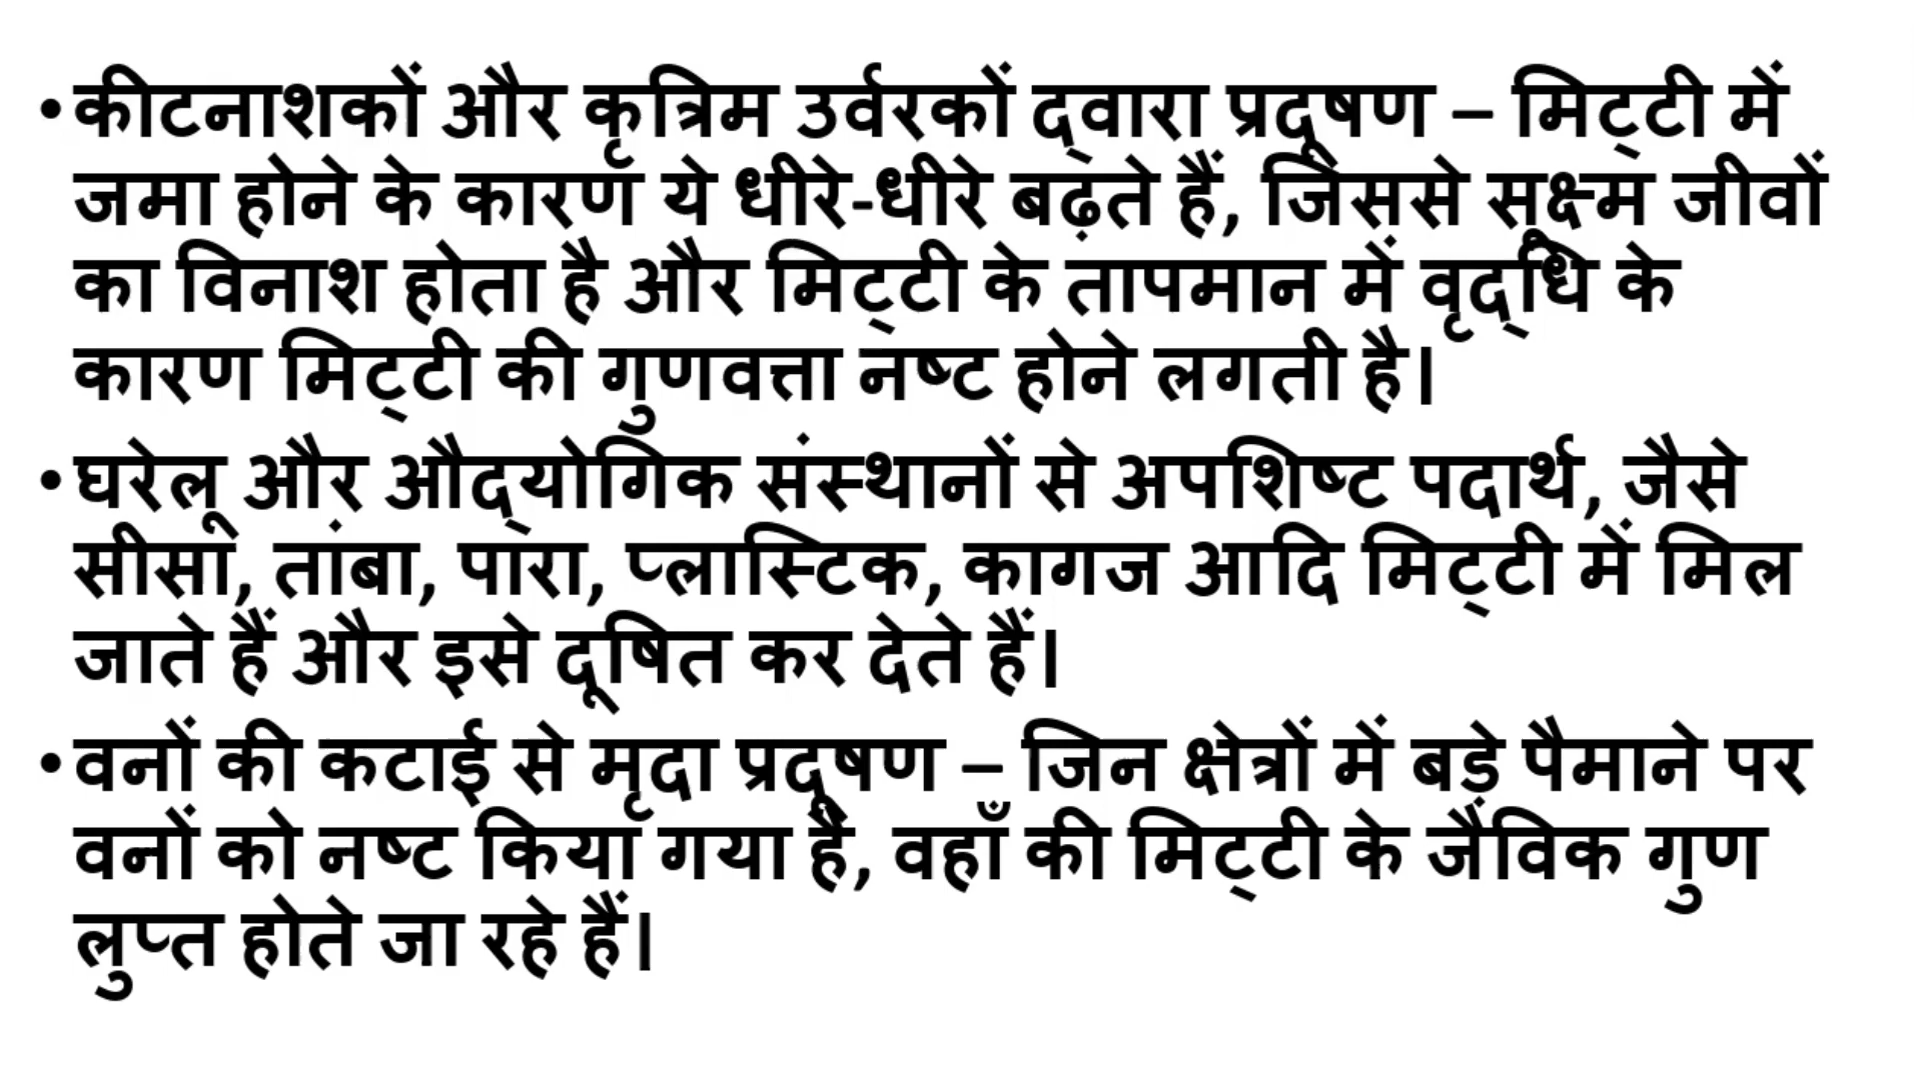 • कीटनाशकों और कृत्रिम उर्वरकों द्वारा प्रदूषण – मिट्टी में
जमा होने के कारण ये धीरे-धीरे बढ़ते हैं, जिससे सूक्ष्म जीवों
का विनाश होता है और मिट्टी के तापमान में वृद्धि के
कारण मिट्टी की गुणवत्ता नष्ट होने लगती है।
• घरेलू और औद्योगिक संस्थानों से अपशिष्ट पदार्थ, जैसे
सीसा, तांबा, पारा, प्लास्टिक, कागज आदि मिट्टी में मिल
जाते हैं और इसे दूषित कर देते हैं।
• वनों की कटाई से मृदा प्रदूषण – जिन क्षेत्रों में बड़े पैमाने पर
वनों को नष्ट किया गया है, वहाँ की मिट्टी के जैविक गुण
लुप्त होते जा रहे हैं।